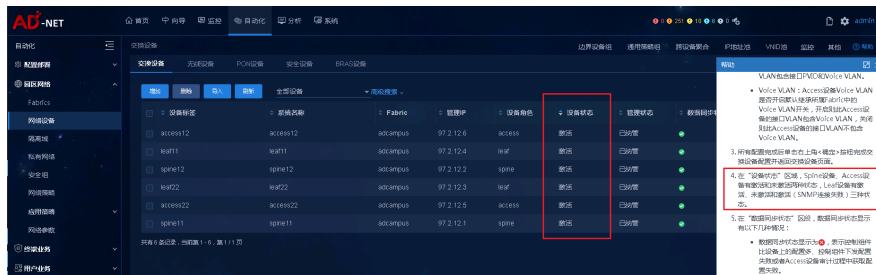 AD-NET
首页 向导 监控 自动化 分析 系统
0 0 251 0 10 0 8 0 0
admin
自动化
配置部署
园区网络
Fabrics
网络设备
隔离域
私有网络
安全组
网络策略
应用策略
网络参数
终端业务
用户业务
交换设备
边界设备组 通用策略组 跨设备聚合 IP地址池 VNID池 监控 其他 帮助
交换设备 无线设备 PON设备 安全设备 BRAS设备
增加 删除 导入 刷新 全部设备 高级搜索
设备标签 系统名称 Fabric 管理IP 设备角色 设备状态 管理状态 数据同步状
access12 access12 adcampus 97.2.12.6 access 激活 已纳管
leaf11 leaf11 adcampus 97.2.12.4 leaf 激活 已纳管
spine12 spine12 adcampus 97.2.12.2 spine 激活 已纳管
leaf22 leaf22 adcampus 97.2.12.3 leaf 激活 已纳管
access22 access22 adcampus 97.2.12.5 access 激活 已纳管
spine11 spine11 adcampus 97.2.12.1 spine 激活 已纳管
共有6条记录，当前第1 - 6，第 1 / 1 页
帮助
VLAN包含接口PVID和Voice VLAN。
Voice VLAN：Access设备Voice VLAN
是否开启默认继承所属Fabric中的
Voice VLAN开关，开启则此Access设
备的接口VLAN包含Voice VLAN，关闭
则此Access设备的接口VLAN不包含
Voice VLAN。
3. 所有配置完成后单击右上角<确定>按钮完成交
换设备配置并返回交换设备页面。
4. 在“设备状态”区域，Spine设备、Access设
备有激活和未激活两种状态，Leaf设备有激
活、未激活和激活（SNMP连接失败）三种状
态。
5. 在“数据同步状态”区段，数据同步状态显示
有以下几种情况：
数据同步状态显示为，表示控制组件
比设备上的配置多，控制组件下发配置
失败或者Access设备审计过程中获取配
置失败。